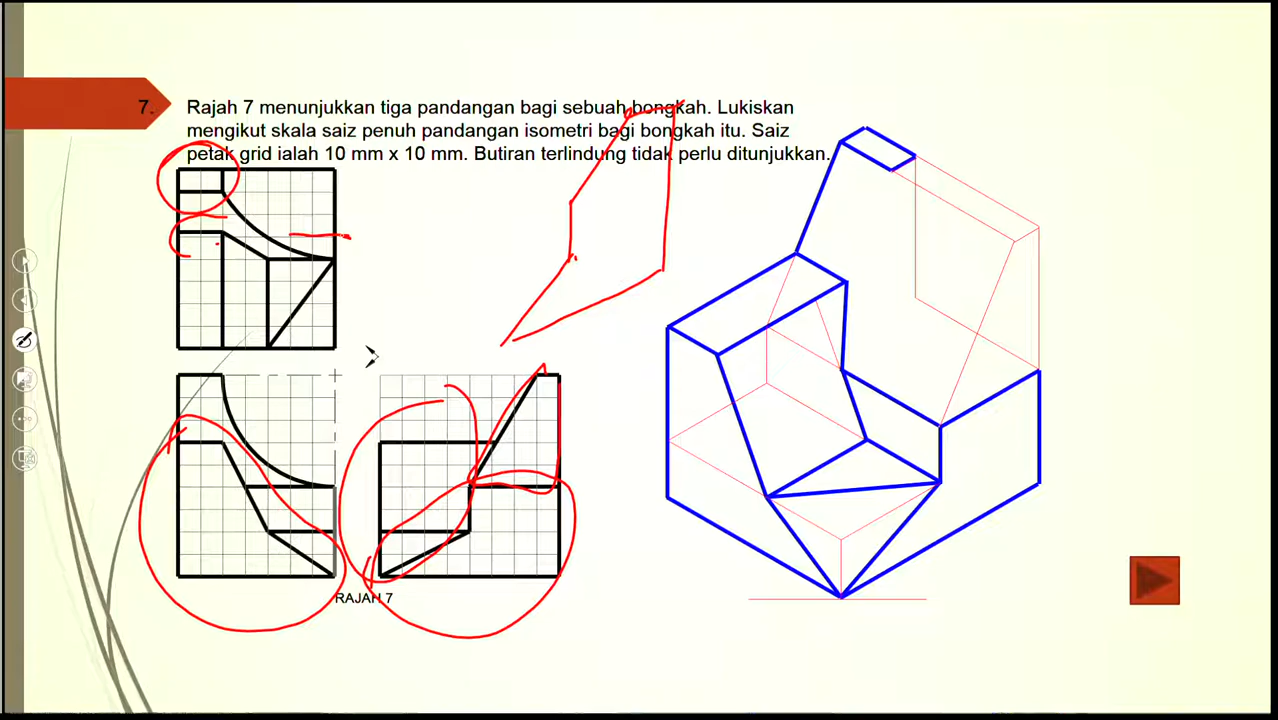 7. Rajah 7 menunjukkan tiga pandangan bagi sebuah bongkah. Lukiskan
mengikut skala saiz penuh pandangan isometri bagi bongkah itu. Saiz
petak grid ialah 10 mm x 10 mm. Butiran terlindung tidak perlu ditunjukkan.
RAJAH 7